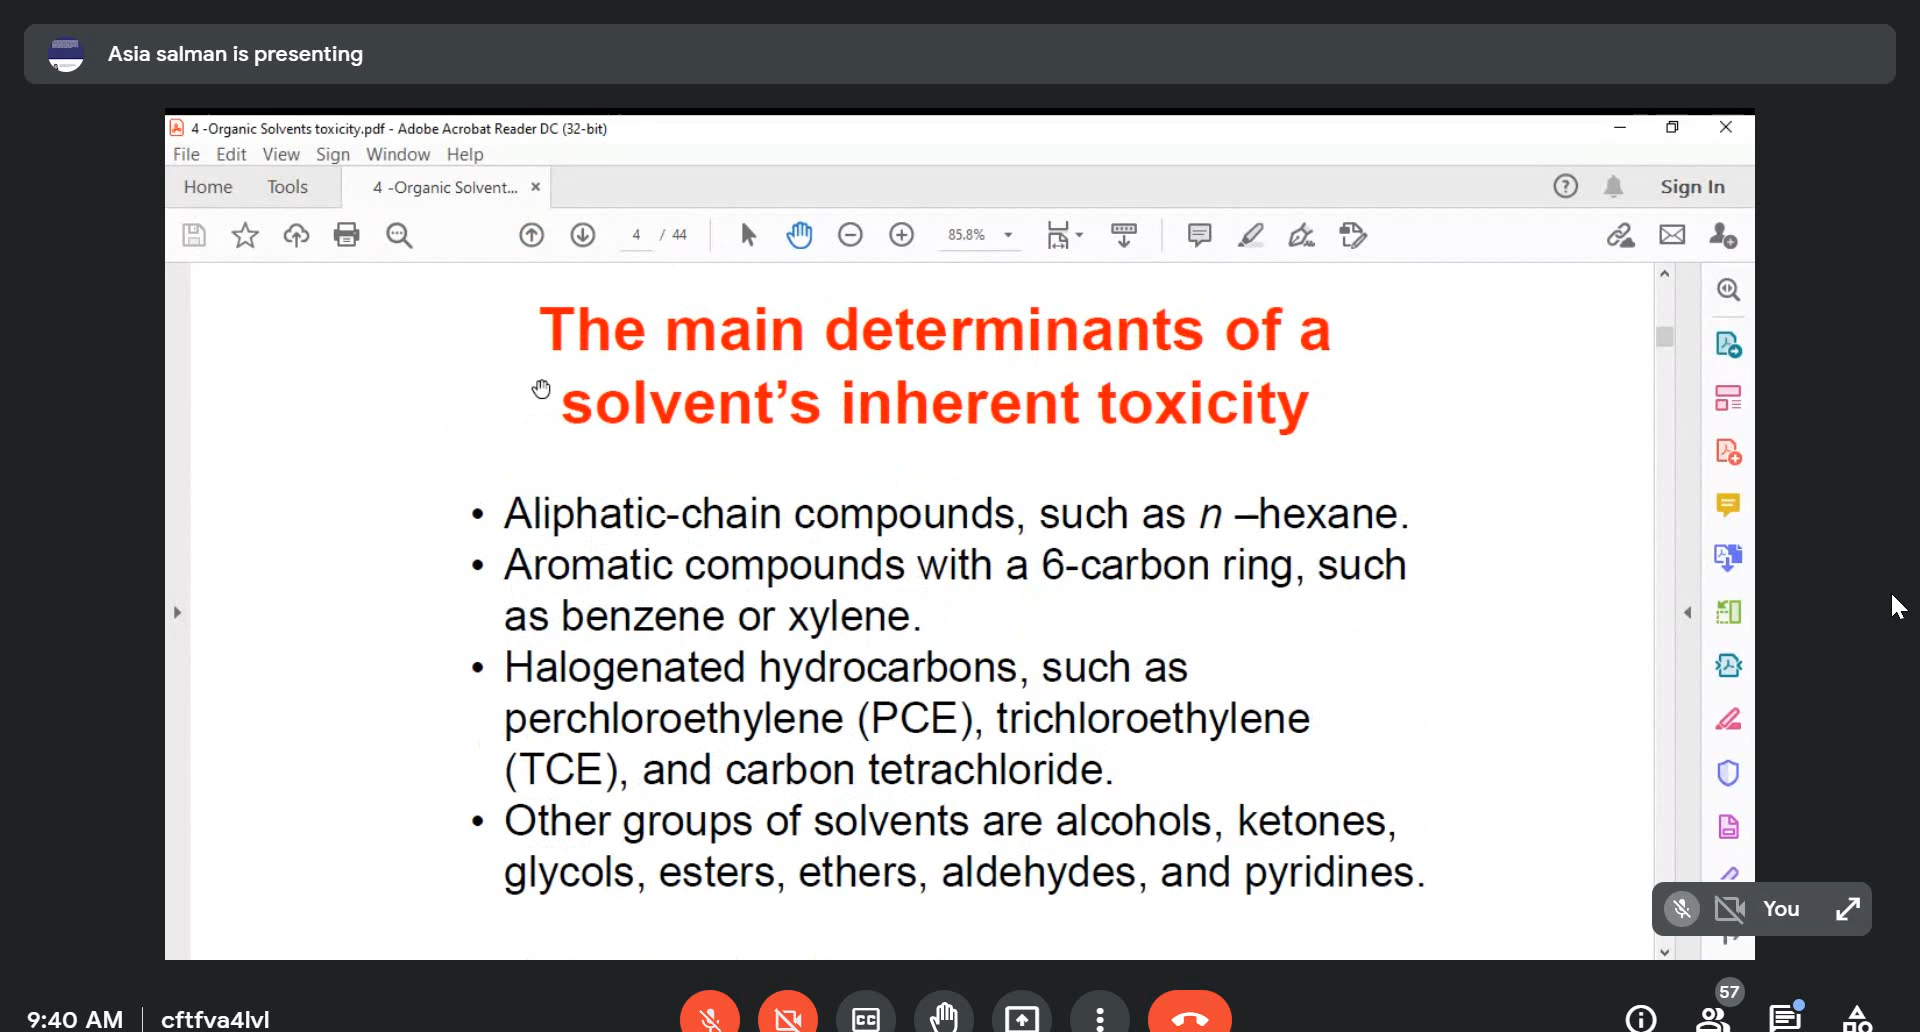 Asia salman is presenting
4 -Organic Solvents toxicity.pdf - Adobe Acrobat Reader DC (32-bit)
File Edit View Sign Window Help
Home Tools 4 -Organic Solvent... ×
Sign In
4 / 44 85.8%
The main determinants of a
solvent’s inherent toxicity
• Aliphatic-chain compounds, such as n –hexane.
• Aromatic compounds with a 6-carbon ring, such
as benzene or xylene.
• Halogenated hydrocarbons, such as
perchloroethylene (PCE), trichloroethylene
(TCE), and carbon tetrachloride.
• Other groups of solvents are alcohols, ketones,
glycols, esters, ethers, aldehydes, and pyridines.
You
57
9:40 AM cftfva4lvl
CC